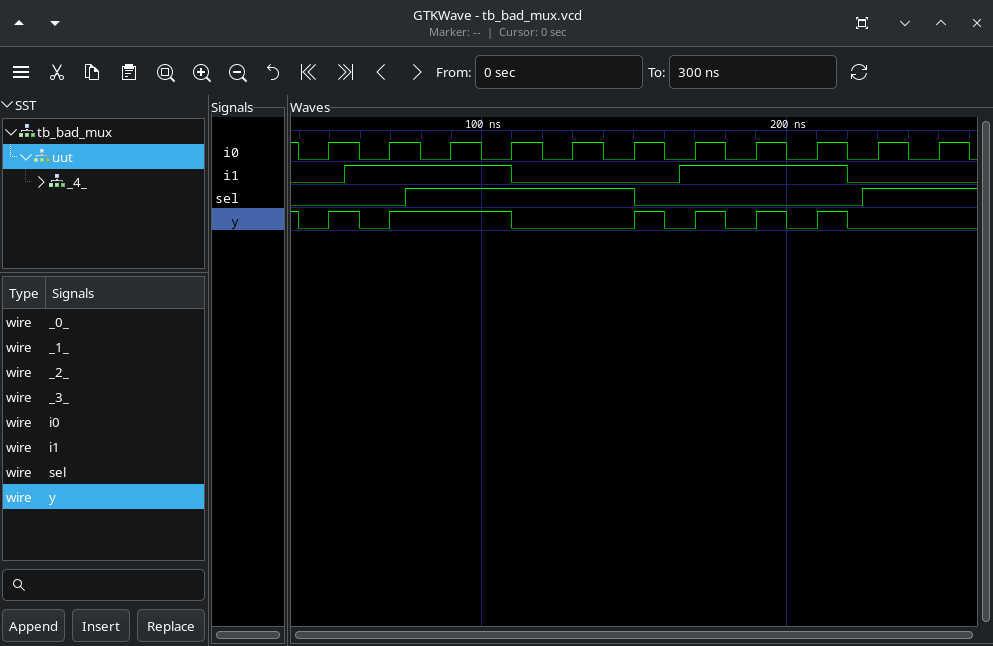 GTKWave - tb_bad_mux.vcd
Marker: -- | Cursor: 0 sec
From: 0 sec To: 300 ns
SST
tb_bad_mux
uut
_4_
Type Signals
wire _0_
wire _1_
wire _2_
wire _3_
wire i0
wire i1
wire sel
wire y
Append Insert Replace
Signals
i0
i1
sel
y
Waves
100 ns 200 ns